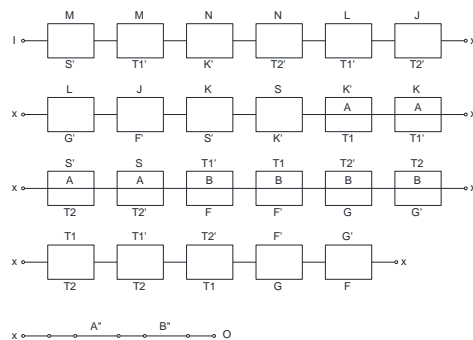 M M N N L J
I x
S' T1' K' T2' T1' T2'
L J K S K' K
A A
x
G' F' S' K' T1 T1'
S' S T1' T1 T2' T2
A A B B B B
x x
T2 T2' F F' G G'
T1 T1' T2' F' G'
x x
T2 T2 T1 G F
A" B"
x O